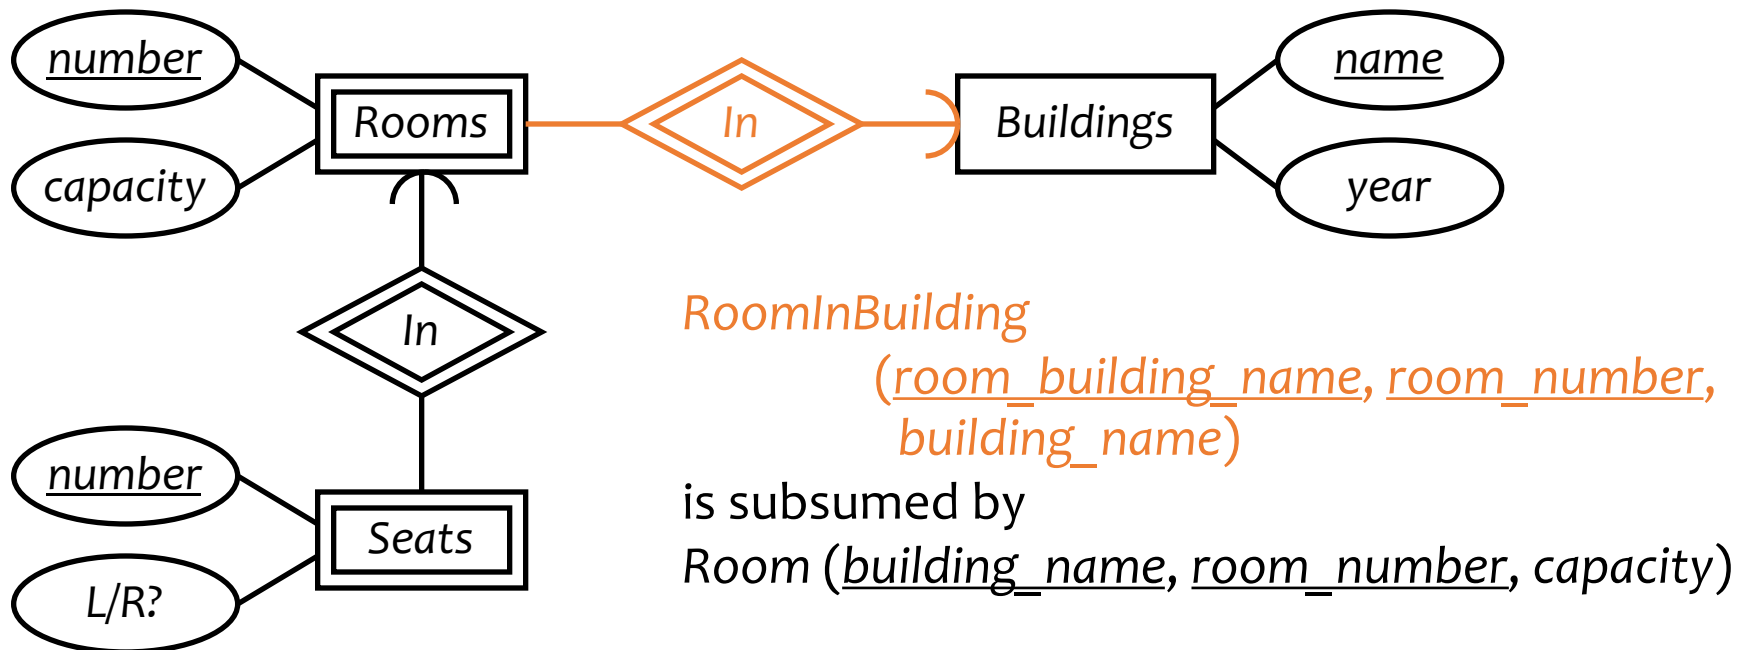 number
capacity
Rooms
In
Buildings
name
year
In
number
L/R?
Seats
RoomInBuilding
(room_building_name, room_number,
building_name)
is subsumed by
Room (building_name, room_number, capacity)